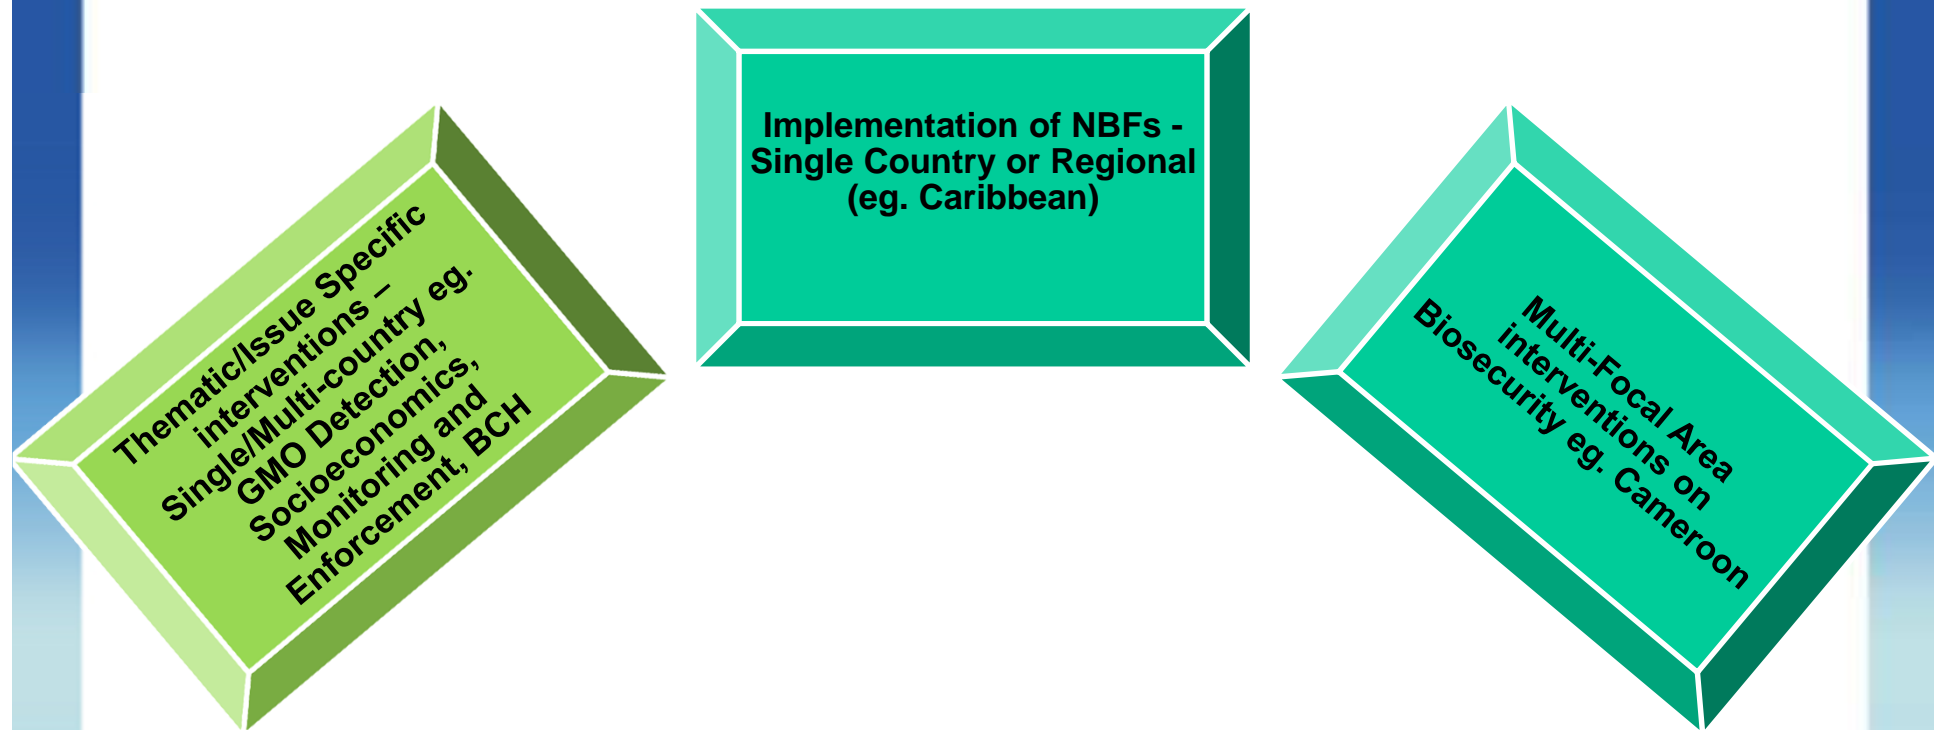 Thematic/Issue Specific
interventions –
Single/Multi-country eg.
GMO Detection,
Socioeconomics,
Monitoring and
Enforcement, BCH
Implementation of NBFs -
Single Country or Regional
(eg. Caribbean)
Multi-Focal Area
interventions on
Biosecurity eg. Cameroon